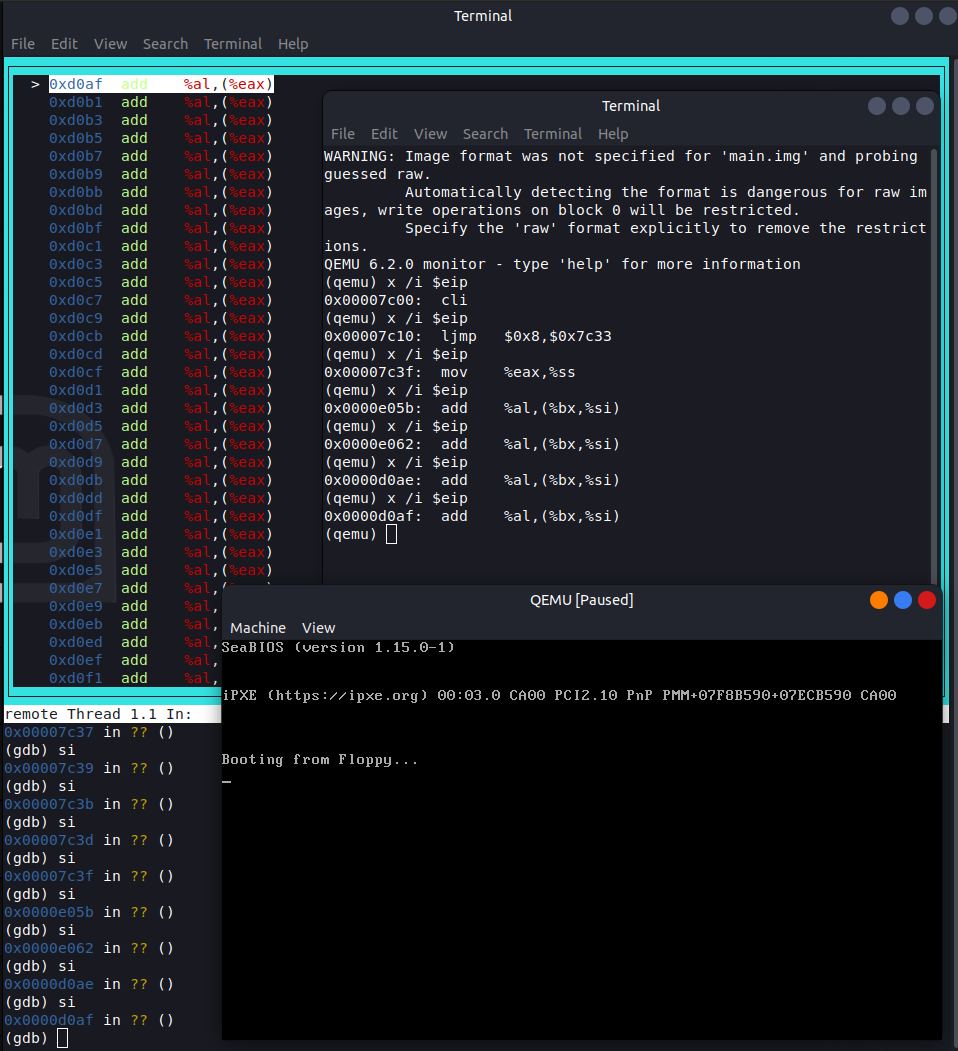 Terminal
File Edit View Search Terminal Help
> 0xd0af add %al,(%eax)
0xd0b1 add %al,(%eax)
0xd0b3 add %al,(%eax)
0xd0b5 add %al,(%eax)
0xd0b7 add %al,(%eax)
0xd0b9 add %al,(%eax)
0xd0bb add %al,(%eax)
0xd0bd add %al,(%eax)
0xd0bf add %al,(%eax)
0xd0c1 add %al,(%eax)
0xd0c3 add %al,(%eax)
0xd0c5 add %al,(%eax)
0xd0c7 add %al,(%eax)
0xd0c9 add %al,(%eax)
0xd0cb add %al,(%eax)
0xd0cd add %al,(%eax)
0xd0cf add %al,(%eax)
0xd0d1 add %al,(%eax)
0xd0d3 add %al,(%eax)
0xd0d5 add %al,(%eax)
0xd0d7 add %al,(%eax)
0xd0d9 add %al,(%eax)
0xd0db add %al,(%eax)
0xd0dd add %al,(%eax)
0xd0df add %al,(%eax)
0xd0e1 add %al,(%eax)
0xd0e3 add %al,(%eax)
0xd0e5 add %al,(%eax)
0xd0e7 add %al,(%eax)
0xd0e9 add %al,
0xd0eb add %al,
0xd0ed add %al,
0xd0ef add %al,
0xd0f1 add %al,
remote Thread 1.1 In:
0x00007c37 in ?? ()
(gdb) si
0x00007c39 in ?? ()
(gdb) si
0x00007c3b in ?? ()
(gdb) si
0x00007c3d in ?? ()
(gdb) si
0x00007c3f in ?? ()
(gdb) si
0x0000e05b in ?? ()
(gdb) si
0x0000e062 in ?? ()
(gdb) si
0x0000d0ae in ?? ()
(gdb) si
0x0000d0af in ?? ()
(gdb)
Terminal
File Edit View Search Terminal Help
WARNING: Image format was not specified for 'main.img' and probing
guessed raw.
Automatically detecting the format is dangerous for raw im
ages, write operations on block 0 will be restricted.
Specify the 'raw' format explicitly to remove the restrict
ions.
QEMU 6.2.0 monitor - type 'help' for more information
(qemu) x /i $eip
0x00007c00: cli
(qemu) x /i $eip
0x00007c10: ljmp $0x8,$0x7c33
(qemu) x /i $eip
0x00007c3f: mov %eax,%ss
(qemu) x /i $eip
0x0000e05b: add %al,(%bx,%si)
(qemu) x /i $eip
0x0000e062: add %al,(%bx,%si)
(qemu) x /i $eip
0x0000d0ae: add %al,(%bx,%si)
(qemu) x /i $eip
0x0000d0af: add %al,(%bx,%si)
(qemu)
QEMU [Paused]
Machine View
SeaBIOS (version 1.15.0-1)
iPXE (https://ipxe.org) 00:03.0 CA00 PCI2.10 PnP PMM+07F8B590+07ECB590 CA00
Booting from Floppy...
_